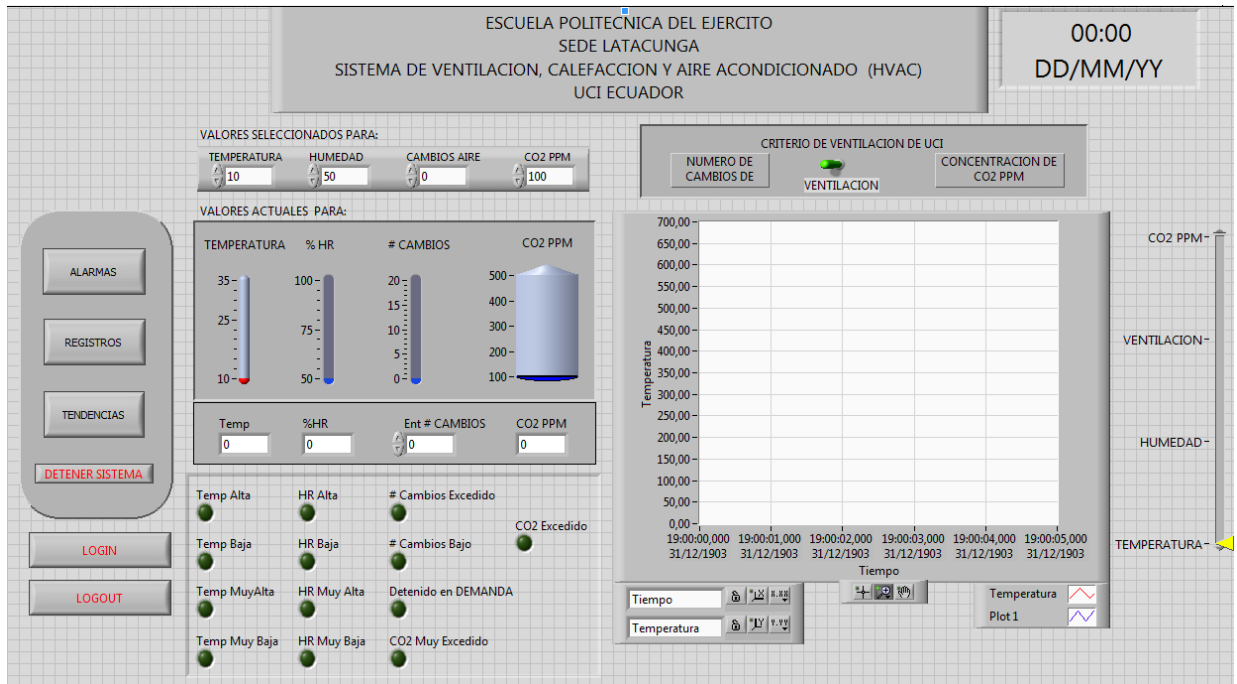 ESCUELA POLITECNICA DEL EJERCITO
SEDE LATACUNGA
SISTEMA DE VENTILACION, CALEFACCION Y AIRE ACONDICIONADO (HVAC)
UCI ECUADOR
00:00
DD/MM/YY
VALORES SELECCIONADOS PARA:
TEMPERATURA HUMEDAD CAMBIOS AIRE CO2 PPM
10 50 0 100
CRITERIO DE VENTILACION DE UCI
NUMERO DE
CAMBIOS DE
VENTILACION
CONCENTRACION DE
CO2 PPM
ALARMAS
REGISTROS
TENDENCIAS
DETENER SISTEMA
LOGIN
LOGOUT
VALORES ACTUALES PARA:
TEMPERATURA % HR # CAMBIOS CO2 PPM
35
25
10
100
75
50
20
15
10
5
0
500
400
300
200
100
Temp %HR Ent # CAMBIOS CO2 PPM
0 0 0 0
Temp Alta HR Alta # Cambios Excedido
CO2 Excedido
Temp Baja HR Baja # Cambios Bajo
Temp MuyAlta HR Muy Alta Detenido en DEMANDA
Temp Muy Baja HR Muy Baja CO2 Muy Excedido
Temperatura
700,00
650,00
600,00
550,00
500,00
450,00
400,00
350,00
300,00
250,00
200,00
150,00
100,00
50,00
0,00
19:00:00,000 19:00:01,000 19:00:02,000 19:00:03,000 19:00:04,000 19:00:05,000
31/12/1903 31/12/1903 31/12/1903 31/12/1903 31/12/1903 31/12/1903
Tiempo
Tiempo
Temperatura
Temperatura
Plot 1
CO2 PPM
VENTILACION
HUMEDAD
TEMPERATURA